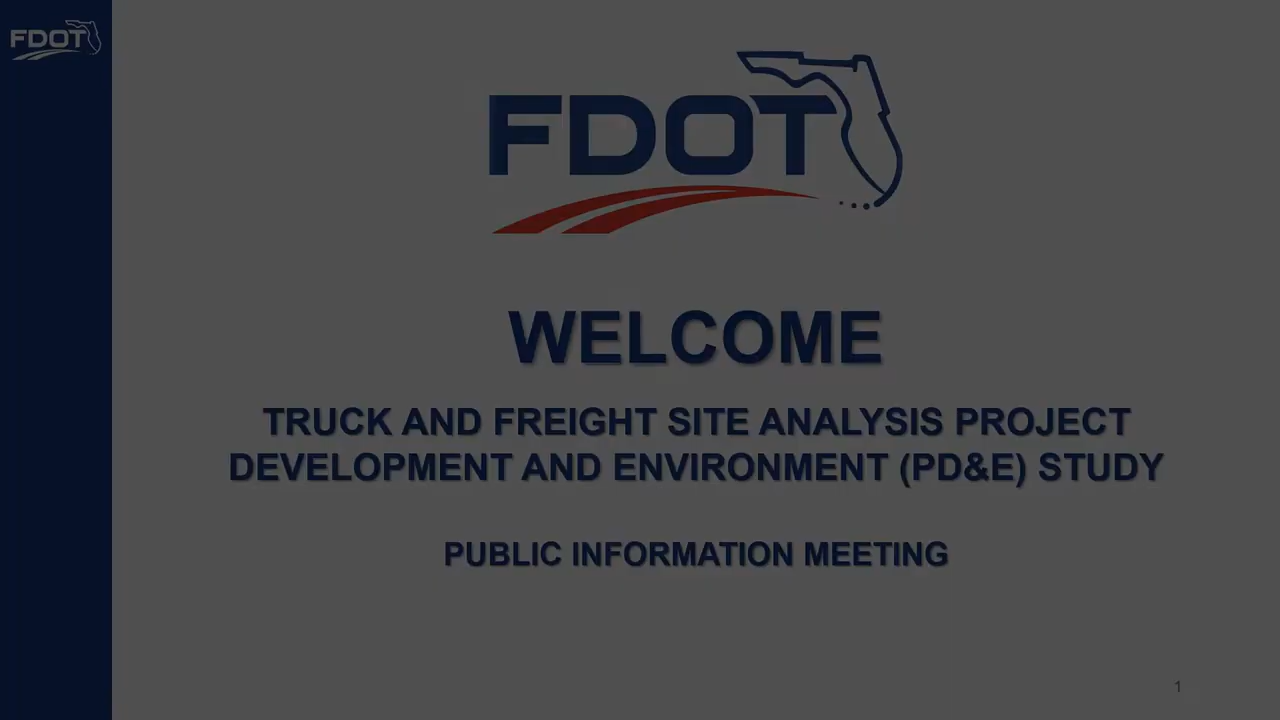 FDOT
FDOT
WELCOME
TRUCK AND FREIGHT SITE ANALYSIS PROJECT
DEVELOPMENT AND ENVIRONMENT (PD&E) STUDY
PUBLIC INFORMATION MEETING
1